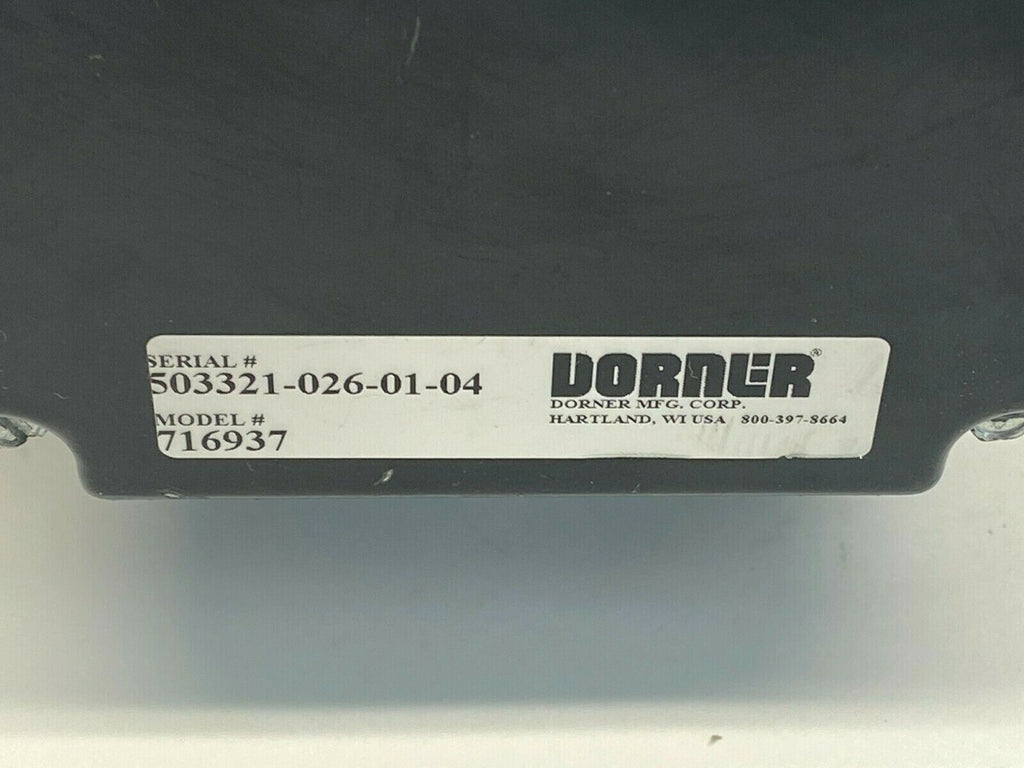 SERIAL #
503321-026-01-04
MODEL #
716937
DORNER®
DORNER MFG. CORP.
HARTLAND, WI USA 800-397-8664